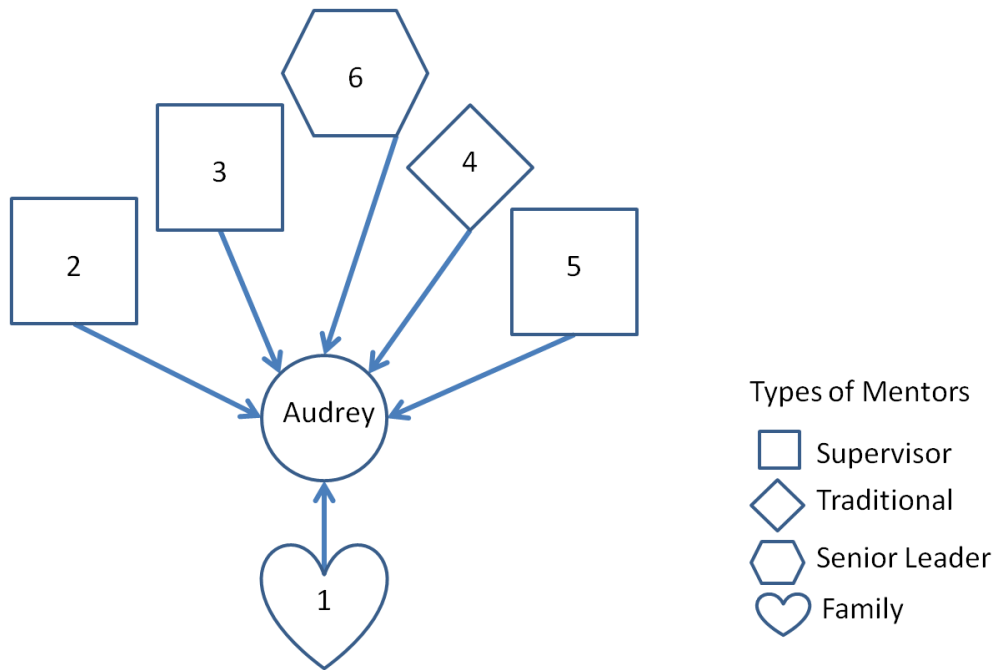 6
3
4
2
5
Audrey
1
Types of Mentors
Supervisor
Traditional
Senior Leader
Family